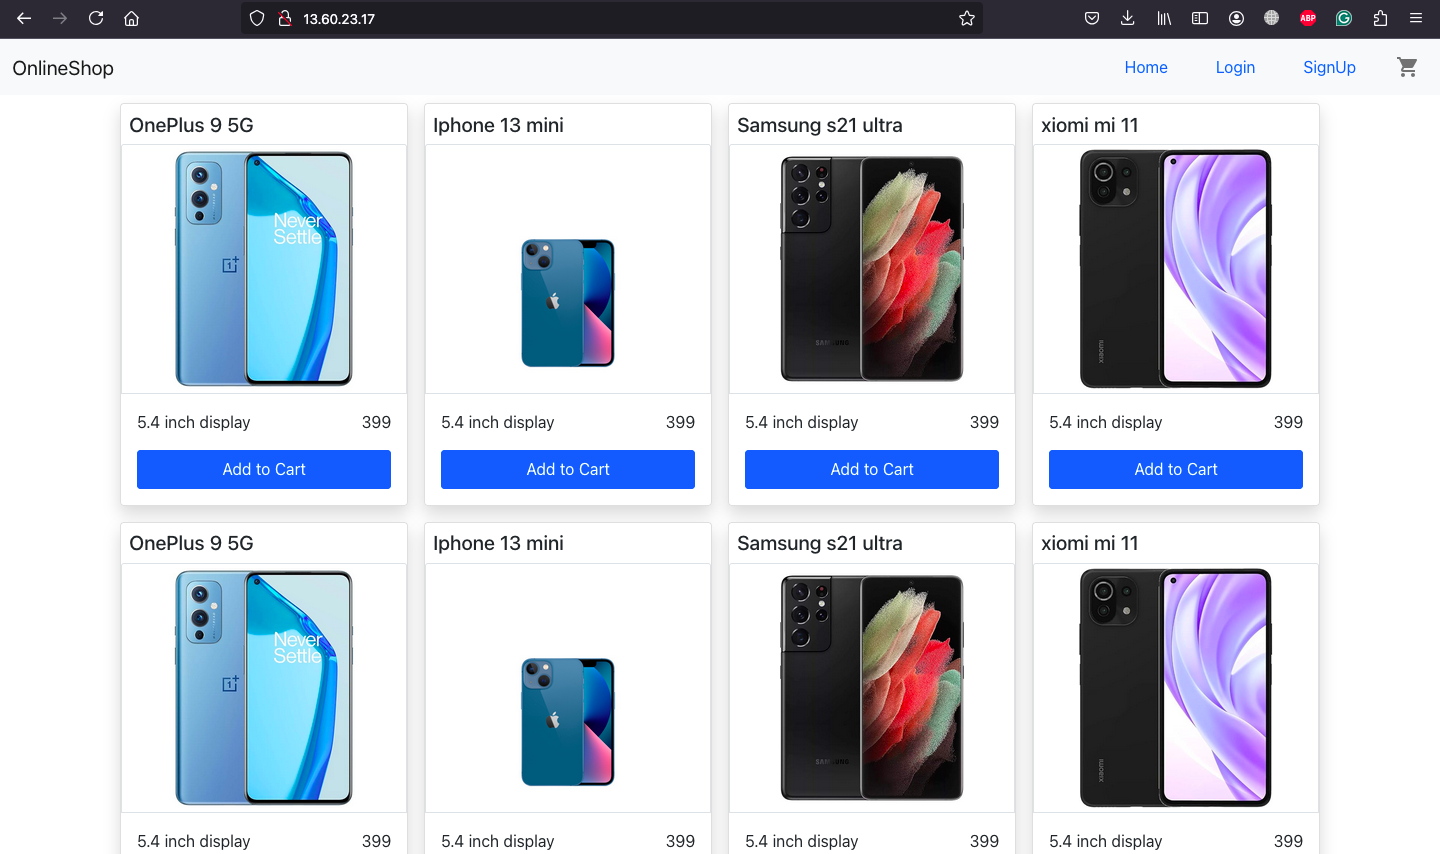 13.60.23.17
ABP
OnlineShop
Home
Login
SignUp
OnePlus 9 5G
Iphone 13 mini
Samsung s21 ultra
xiomi mi 11
Never
Settle
1+
SAMSUNG
XIAOMI
5.4 inch display 399
5.4 inch display 399
5.4 inch display 399
5.4 inch display 399
Add to Cart
Add to Cart
Add to Cart
Add to Cart
OnePlus 9 5G
Iphone 13 mini
Samsung s21 ultra
xiomi mi 11
Never
Settle
1+
SAMSUNG
XIAOMI
5.4 inch display 399
5.4 inch display 399
5.4 inch display 399
5.4 inch display 399